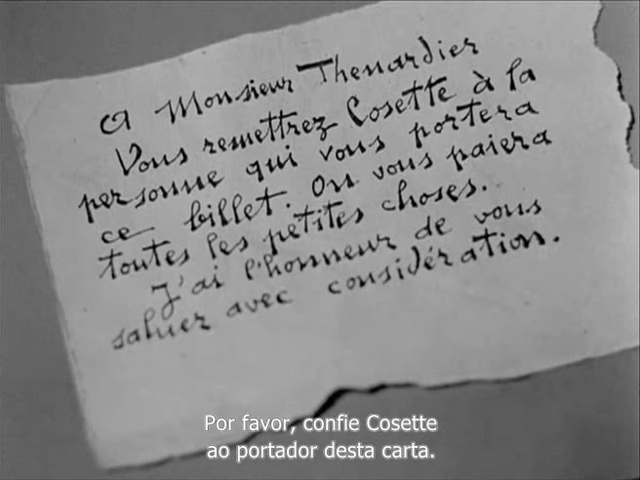 A Monsieur Thenardier
Vous remettrez Cosette à la
personne qui vous portera
ce billet. On vous paiera
toutes les petites choses.
J'ai l'honneur de vous
saluer avec considération.
Por favor, confie Cosette
ao portador desta carta.